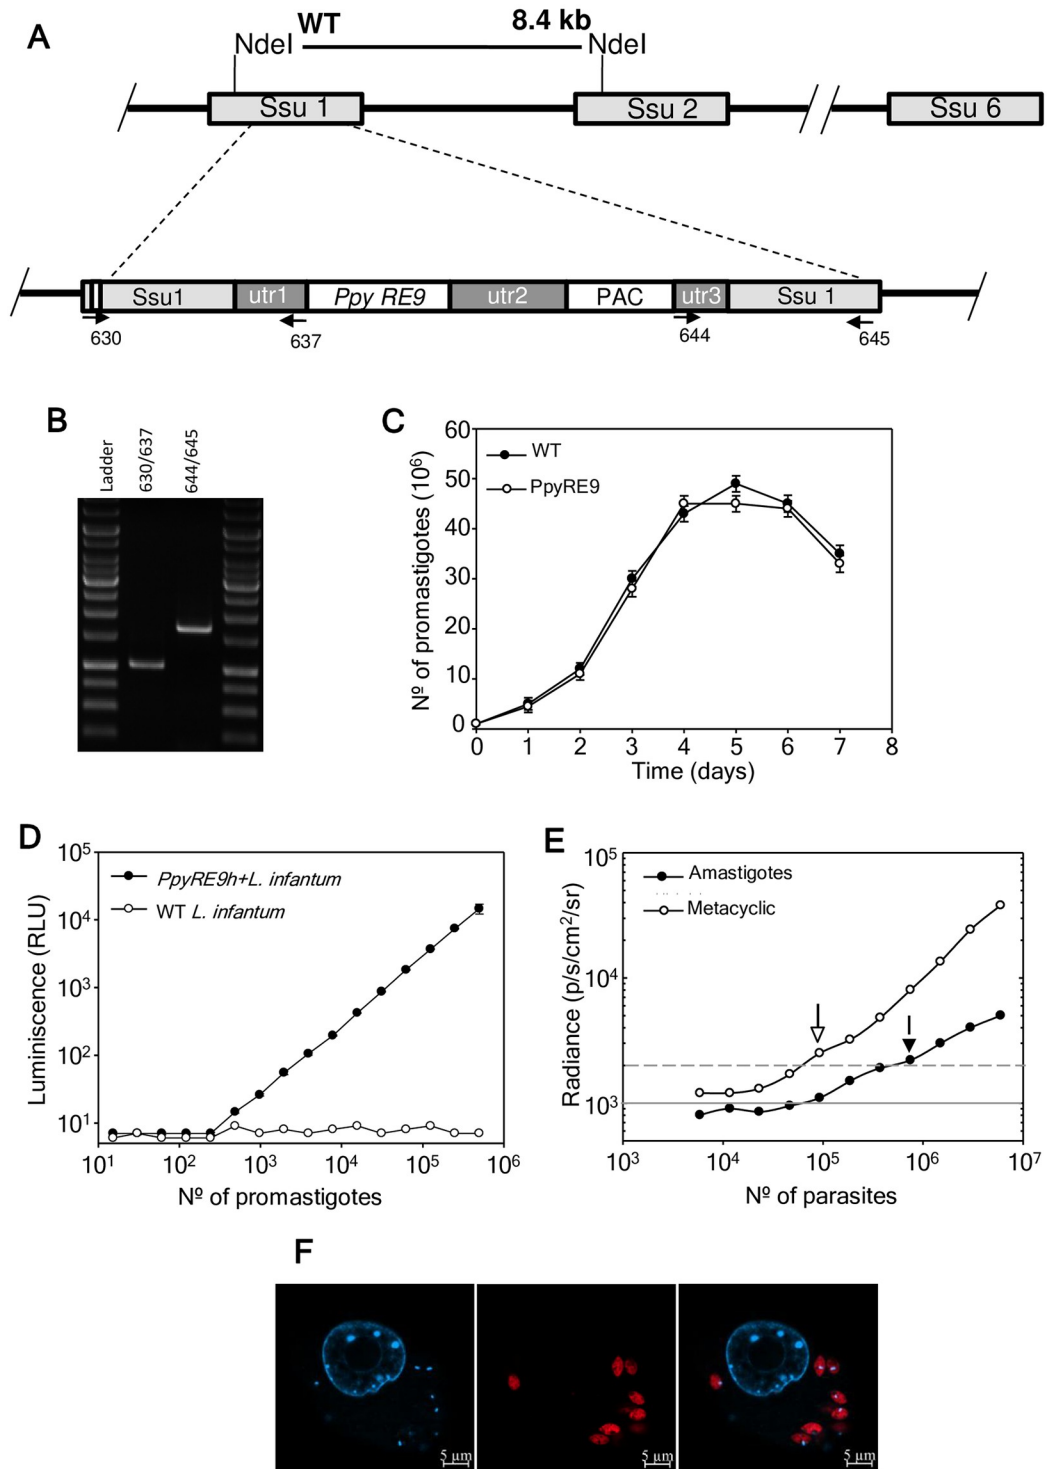 A
WT
8.4 kb
NdeI
NdeI
Ssu 1
Ssu 2
Ssu 6
Ssu1
utr1
Ppy RE9
utr2
PAC
utr3
Ssu 1
630
637
644
645
B
Ladder
630/637
644/645
C
Nº of promastigotes (10⁶)
60
50
40
30
20
10
0
WT
PpyRE9
0 1 2 3 4 5 6 7 8
Time (days)
D
Luminiscence (RLU)
10⁵
10⁴
10³
10²
10¹
PpyRE9h+L. infantum
WT L. infantum
10¹ 10² 10³ 10⁴ 10⁵ 10⁶
Nº of promastigotes
E
Radiance (p/s/cm²/sr)
10⁵
10⁴
10³
Amastigotes
Metacyclic
10³ 10⁴ 10⁵ 10⁶ 10⁷
Nº of parasites
F
5 µm
5 µm
5 µm